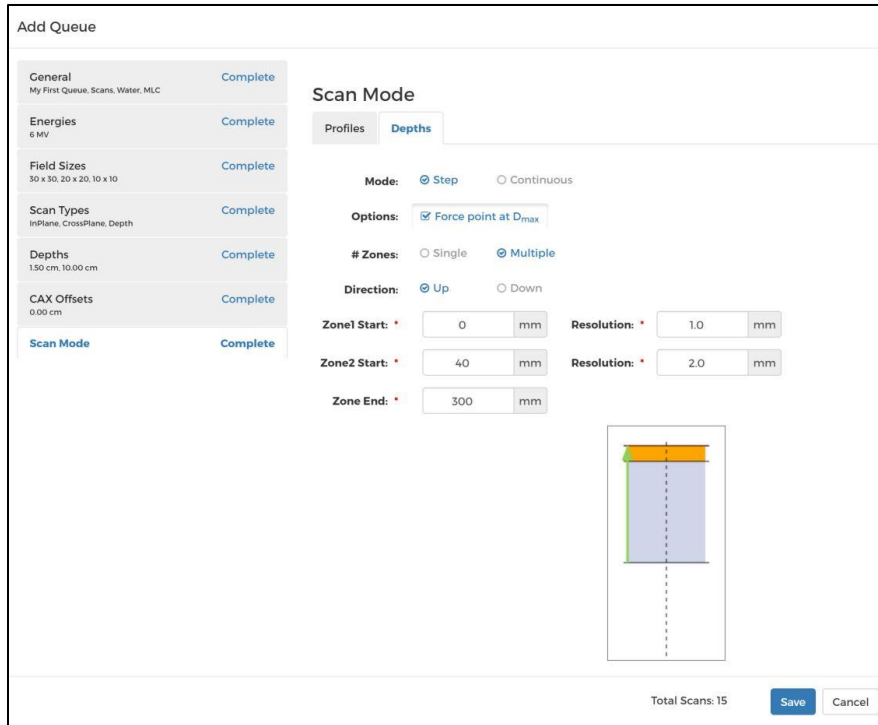 Add Queue
General Complete
My First Queue, Scans, Water, MLC
Energies Complete
6 MV
Field Sizes Complete
30 x 30, 20 x 20, 10 x 10
Scan Types Complete
InPlane, CrossPlane, Depth
Depths Complete
1.50 cm, 10.00 cm
CAX Offsets Complete
0.00 cm
Scan Mode Complete
Scan Mode
Profiles Depths
Mode: Step Continuous
Options: Force point at Dmax
# Zones: Single Multiple
Direction: Up Down
Zone1 Start: * 0 mm Resolution: * 1.0 mm
Zone2 Start: * 40 mm Resolution: * 2.0 mm
Zone End: * 300 mm
Total Scans: 15 Save Cancel